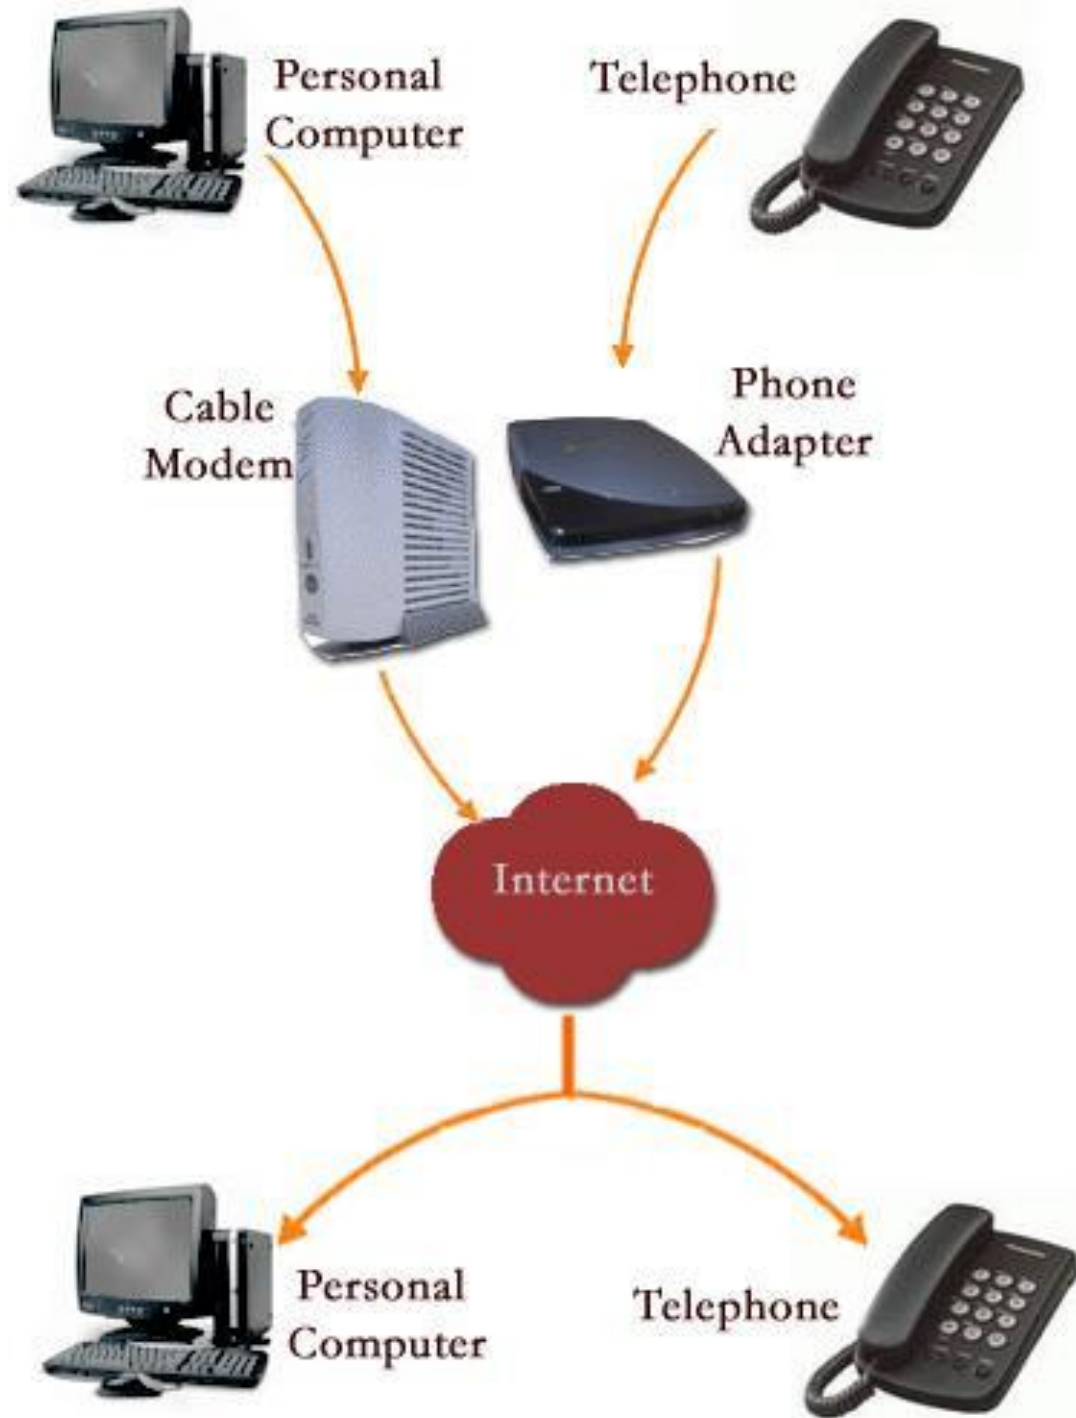 Personal
Computer
Telephone
Cable
Modem
Phone
Adapter
Internet
Personal
Computer
Telephone